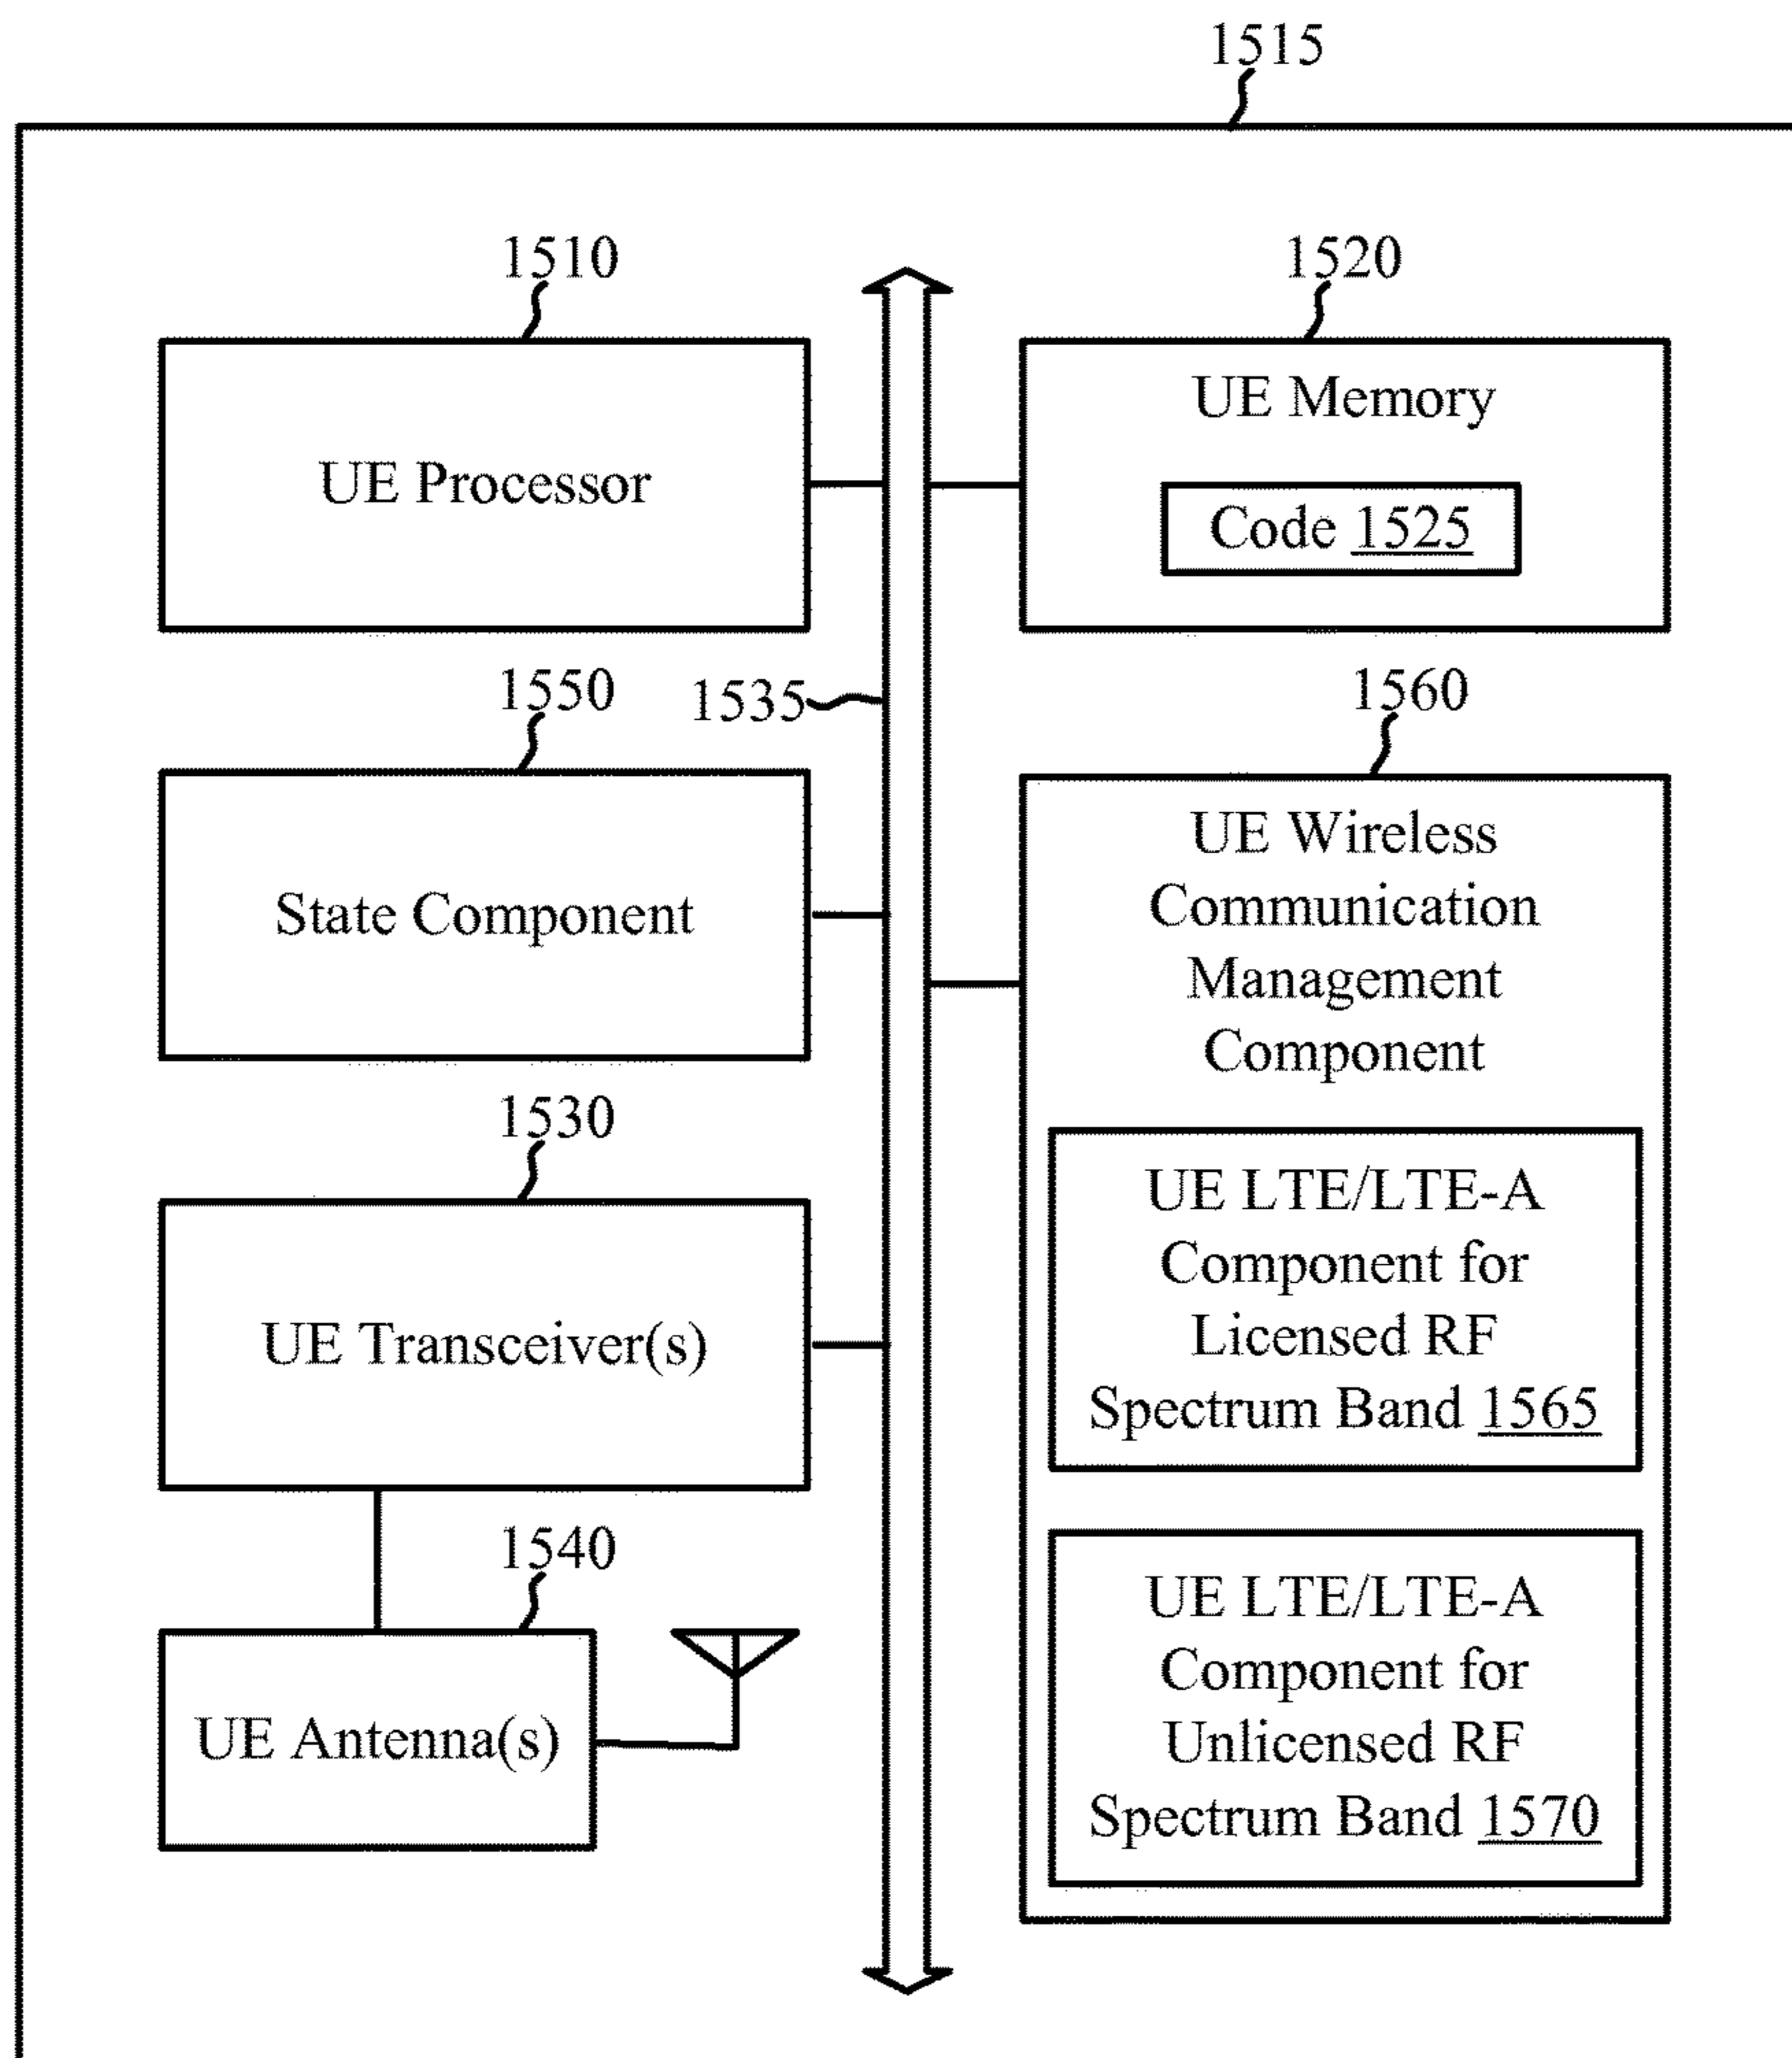 1515
1510
1520
UE Processor
UE Memory
Code 1525
1550
1535
1560
State Component
UE Wireless
Communication
Management
Component
1530
UE Transceiver(s)
UE LTE/LTE-A
Component for
Licensed RF
Spectrum Band 1565
1540
UE Antenna(s)
UE LTE/LTE-A
Component for
Unlicensed RF
Spectrum Band 1570